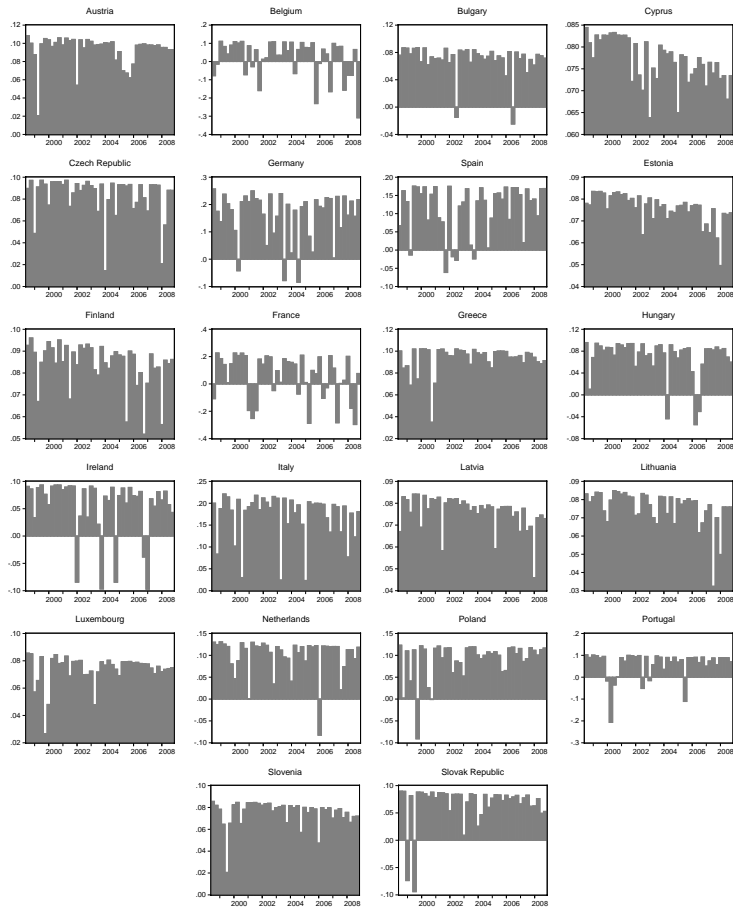 Austria
.12
.10
.08
.06
.04
.02
.00
2000 2002 2004 2006 2008
Belgium
.2
.1
.0
-.1
-.2
-.3
-.4
2000 2002 2004 2006 2008
Bulgary
.12
.08
.04
.00
-.04
2000 2002 2004 2006 2008
Cyprus
.085
.080
.075
.070
.065
.060
2000 2002 2004 2006 2008
Czech Republic
.10
.08
.06
.04
.02
.00
2000 2002 2004 2006 2008
Germany
.3
.2
.1
.0
-.1
2000 2002 2004 2006 2008
Spain
.20
.15
.10
.05
.00
-.05
-.10
2000 2002 2004 2006 2008
Estonia
.09
.08
.07
.06
.05
.04
2000 2002 2004 2006 2008
Finland
.10
.09
.08
.07
.06
.05
2000 2002 2004 2006 2008
France
.4
.2
.0
-.2
-.4
2000 2002 2004 2006 2008
Greece
.12
.10
.08
.06
.04
.02
2000 2002 2004 2006 2008
Hungary
.12
.08
.04
.00
-.04
-.08
2000 2002 2004 2006 2008
Ireland
.10
.05
.00
-.05
-.10
2000 2002 2004 2006 2008
Italy
.25
.20
.15
.10
.05
.00
2000 2002 2004 2006 2008
Latvia
.09
.08
.07
.06
.05
.04
2000 2002 2004 2006 2008
Lithuania
.09
.08
.07
.06
.05
.04
.03
2000 2002 2004 2006 2008
Luxembourg
.10
.08
.06
.04
.02
2000 2002 2004 2006 2008
Netherlands
.15
.10
.05
.00
-.05
-.10
2000 2002 2004 2006 2008
Poland
.15
.10
.05
.00
-.05
-.10
2000 2002 2004 2006 2008
Portugal
.2
.1
.0
-.1
-.2
-.3
2000 2002 2004 2006 2008
Slovenia
.10
.08
.06
.04
.02
.00
2000 2002 2004 2006 2008
Slovak Republic
.10
.05
.00
-.05
-.10
2000 2002 2004 2006 2008